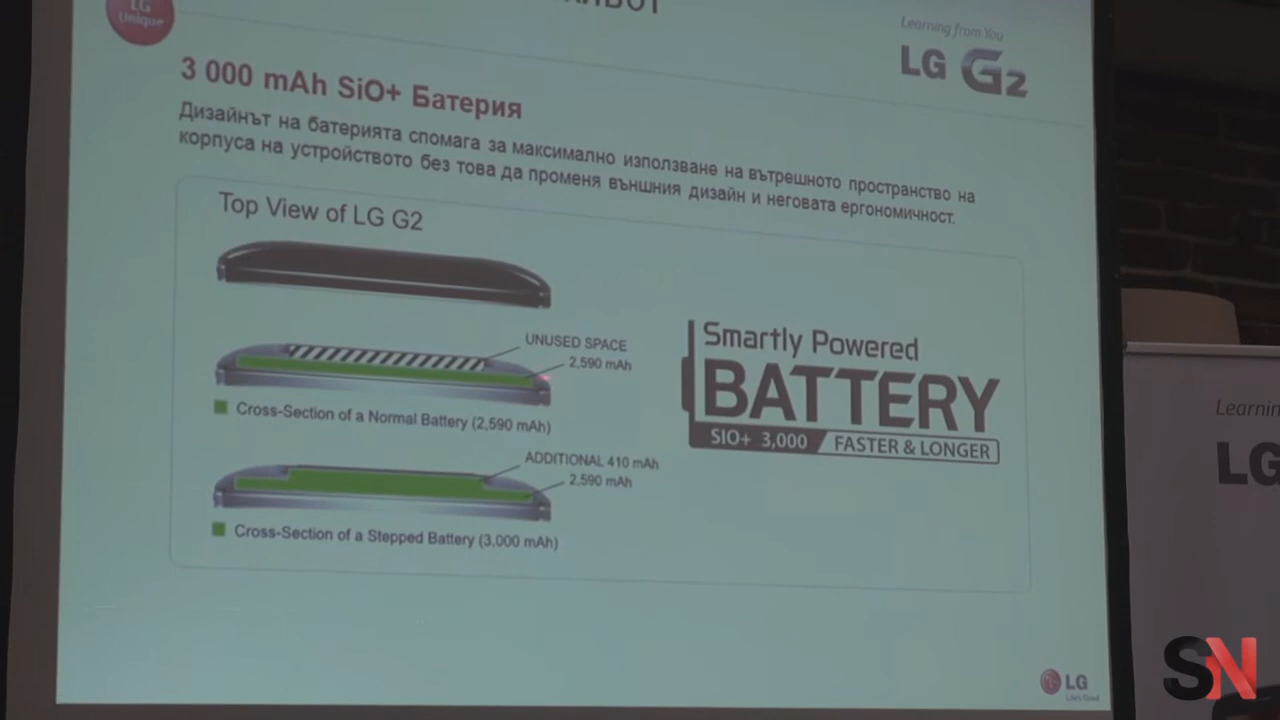 LG
Unique
Learning from You
LG G2
3 000 mAh SiO+ Батерия
Дизайнът на батерията спомага за максимално използване на вътрешното пространство на
корпуса на устройството без това да променя външния дизайн и неговата ергономичност.
Top View of LG G2
UNUSED SPACE
2,590 mAh
Cross-Section of a Normal Battery (2,590 mAh)
ADDITIONAL 410 mAh
2,590 mAh
Cross-Section of a Stepped Battery (3,000 mAh)
Smartly Powered
BATTERY
SIO+ 3,000 FASTER & LONGER
LG
Life's Good
LG
SN